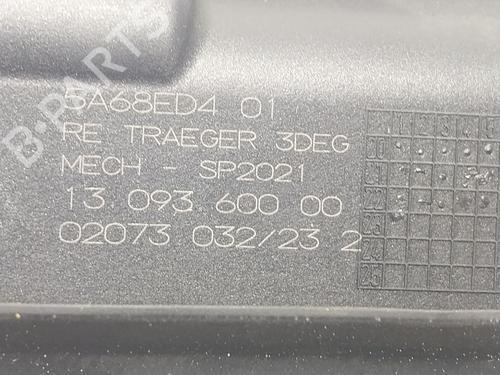 B-PARTS
5A68ED4 01
RE TRAEGER 3DEG
MECH - SP2021
13 093 600 00
02073 032/23 2